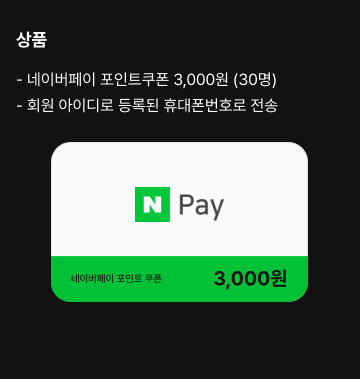 상품
- 네이버페이 포인트쿠폰 3,000원 (30명)
- 회원 아이디로 등록된 휴대폰번호로 전송
N Pay
네이버페이 포인트 쿠폰 3,000원